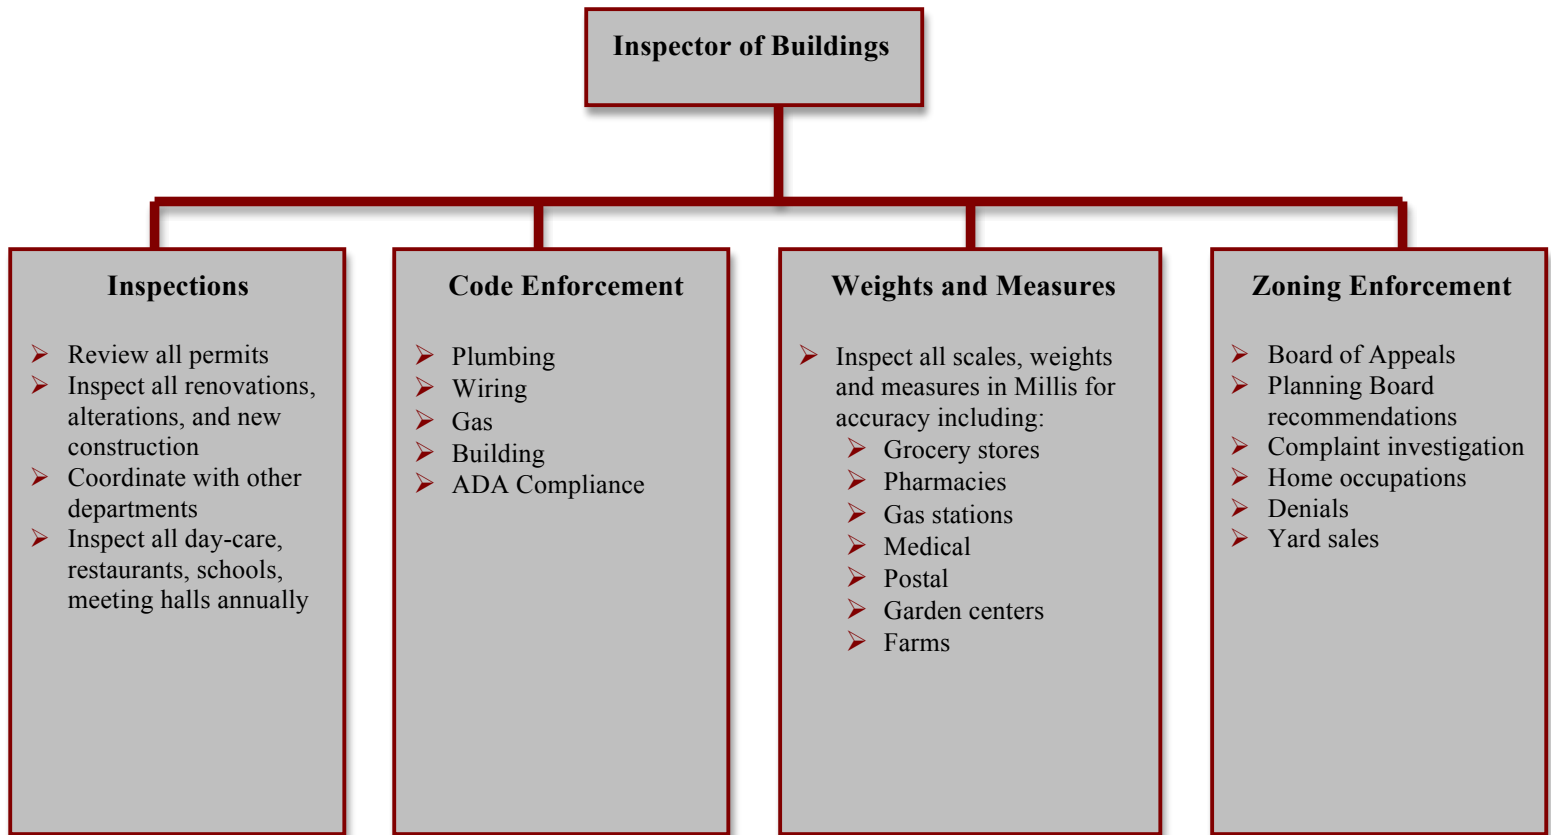 Inspector of Buildings
Inspections
➢ Review all permits
➢ Inspect all renovations,
alterations, and new
construction
➢ Coordinate with other
departments
➢ Inspect all day-care,
restaurants, schools,
meeting halls annually
Code Enforcement
➢ Plumbing
➢ Wiring
➢ Gas
➢ Building
➢ ADA Compliance
Weights and Measures
➢ Inspect all scales, weights
and measures in Millis for
accuracy including:
➢ Grocery stores
➢ Pharmacies
➢ Gas stations
➢ Medical
➢ Postal
➢ Garden centers
➢ Farms
Zoning Enforcement
➢ Board of Appeals
➢ Planning Board
recommendations
➢ Complaint investigation
➢ Home occupations
➢ Denials
➢ Yard sales